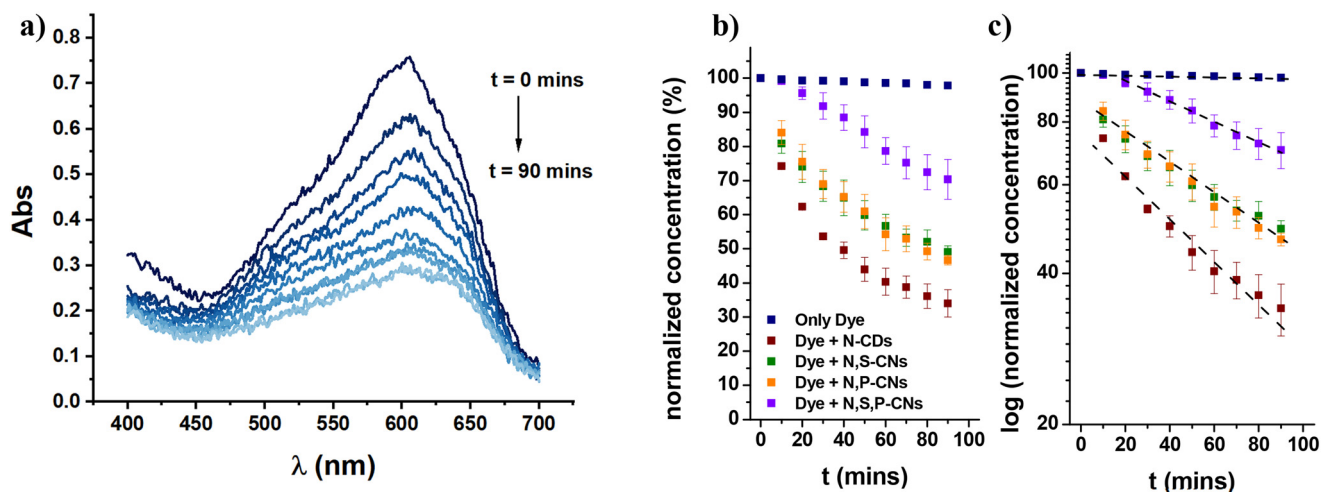 a)
0.8
0.7
0.6
0.5
0.4
0.3
0.2
0.1
0.0
Abs
t = 0 mins
t = 90 mins
400 450 500 550 600 650 700
λ (nm)
b)
100
90
80
70
60
50
40
30
20
10
0
normalized concentration (%)
Only Dye
Dye + N-CDs
Dye + N,S-CNs
Dye + N,P-CNs
Dye + N,S,P-CNs
0 20 40 60 80 100
t (mins)
c)
100
80
60
40
20
log (normalized concentration)
0 20 40 60 80 100
t (mins)